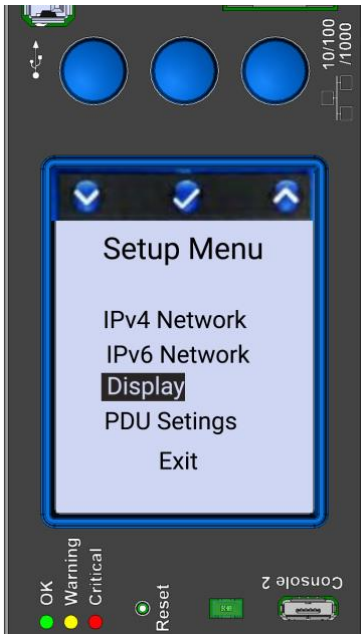 10/100
/1000
Setup Menu
IPv4 Network
IPv6 Network
Display
PDU Setings
Exit
OK
Warning
Critical
Reset
Console 2